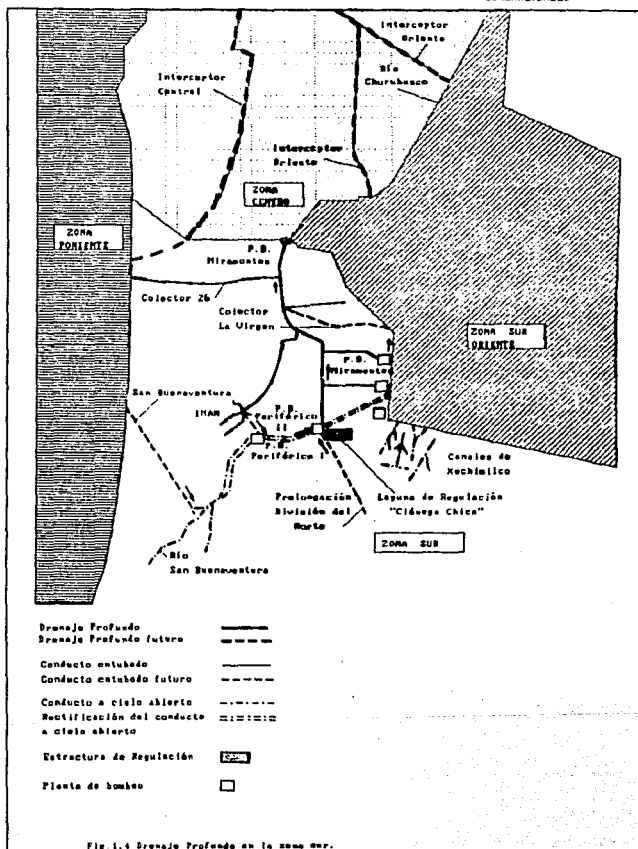 Interceptor
Oriente
Río
Churubusco
Interceptor
Central
Interceptor
Oriente
ZONA
CENTRO
ZONA
PONIENTE
P.B.
Miramontes
Colector 26
Colector
La Virgen
ZONA SUR
ORIENTE
P.B.
Miramontes
San Buenaventura
P.B.
Periférico
II
IMAN
P.B.
Periférico I
Canales de
Xochimilco
Prolongación
División del
Norte
Laguna de Regulación
"Ciénega Chica"
ZONA SUR
Río
San Buenaventura
Drenaje Profundo
Drenaje Profundo futuro
Conducto entubado
Conducto entubado futuro
Conducto a cielo abierto
Rectificación del conducto
a cielo abierto
Estructura de Regulación
Planta de bombeo
Fig.1.4 Drenaje Profundo en la zona sur.